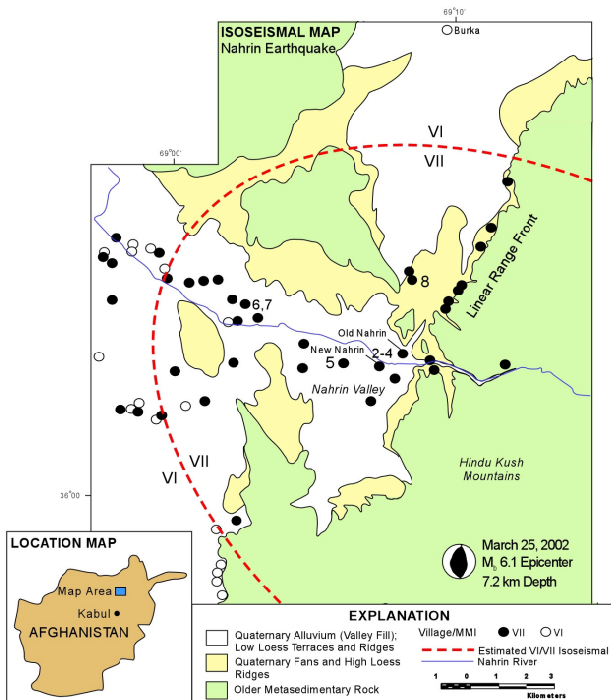 ISOSEISMAL MAP
Nahrin Earthquake
69°10'
Burka
69°00'
VI
VII
Linear Range Front
8
6,7
Old Nahrin
New Nahrin
2-4
5
Nahrin Valley
VII
VI
Hindu Kush
Mountains
36°00'
March 25, 2002
Mb 6.1 Epicenter
7.2 km Depth
LOCATION MAP
Map Area
Kabul
AFGHANISTAN
EXPLANATION
Quaternary Alluvium (Valley Fill);
Low Loess Terraces and Ridges
Quaternary Fans and High Loess
Ridges
Older Metasedimentary Rock
Village/MMI VII VI
Estimated VI/VII Isoseismal
Nahrin River
1 0 1 2 3
Kilometers